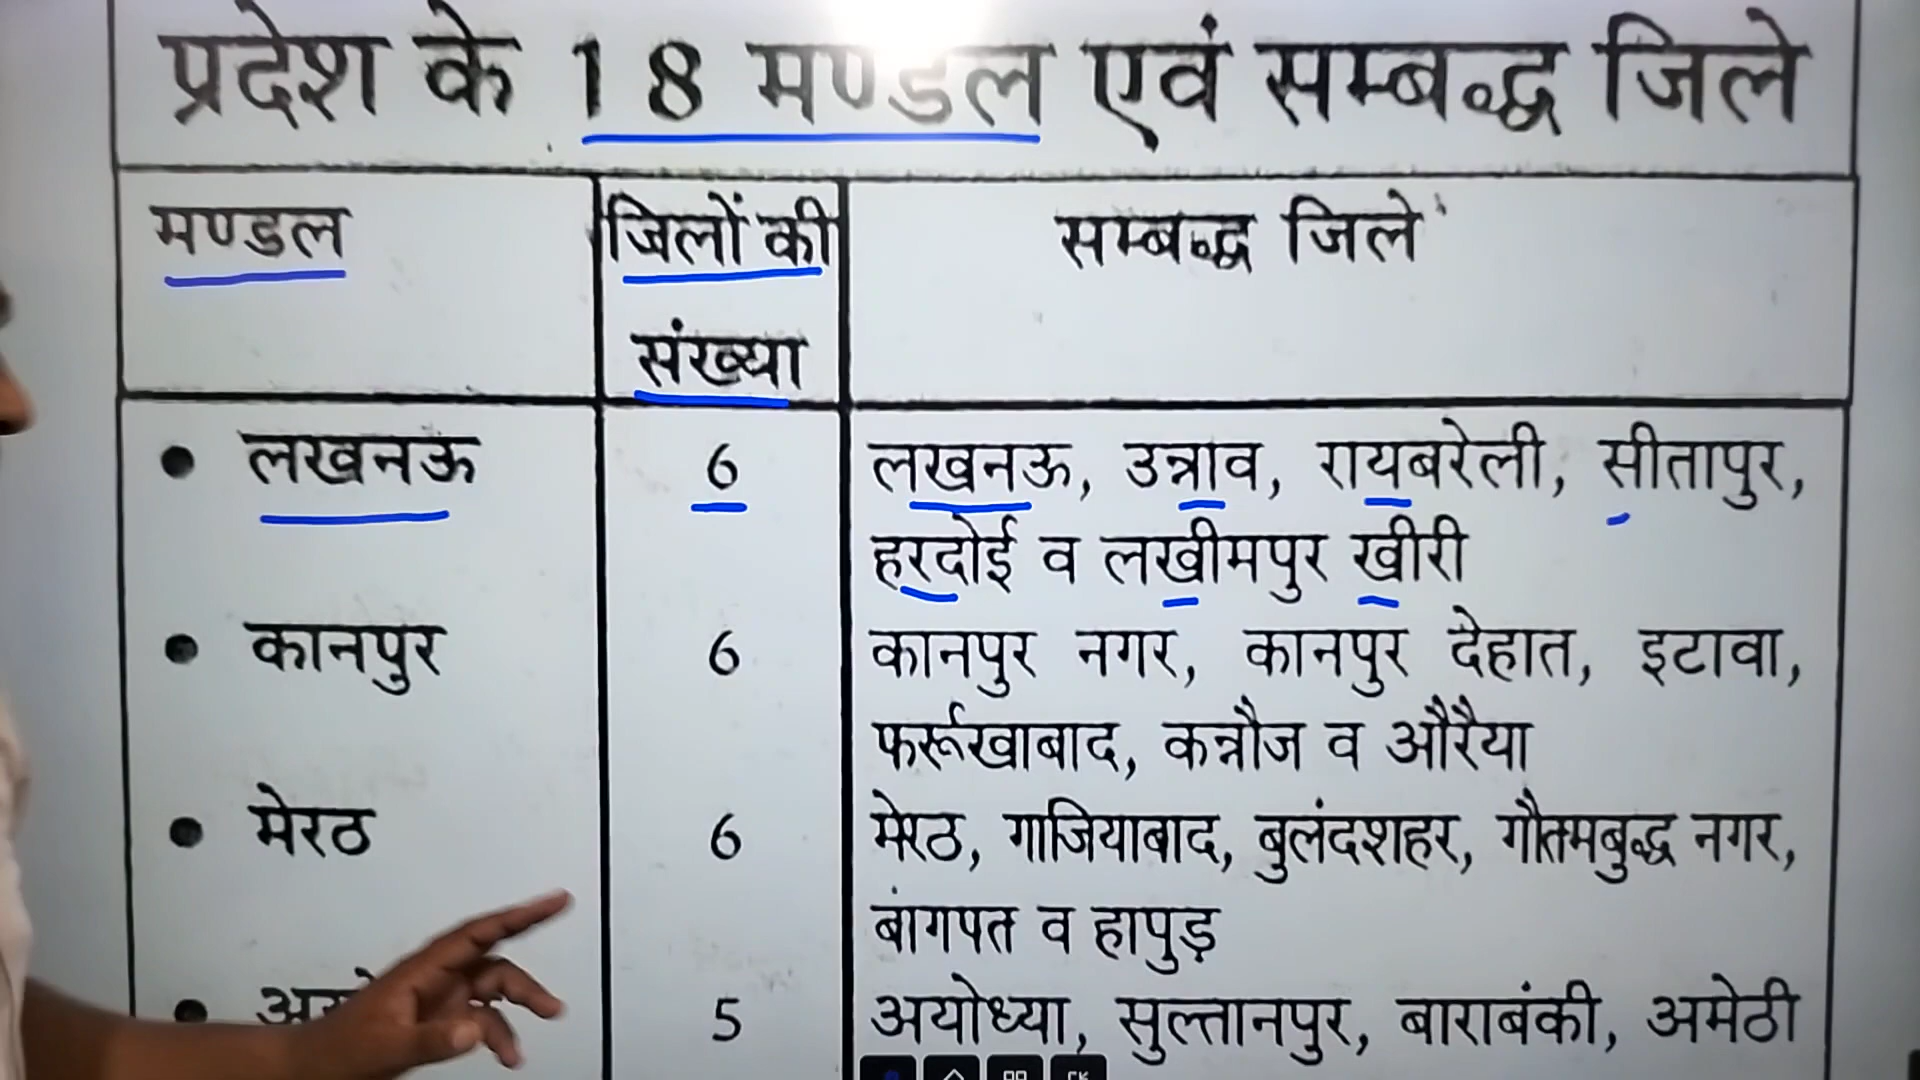 प्रदेश के 18 मण्डल एवं सम्बद्ध जिले
मण्डल
जिलों की
संख्या
सम्बद्ध जिले
• लखनऊ 6 लखनऊ, उन्नाव, रायबरेली, सीतापुर,
हरदोई व लखीमपुर खीरी
• कानपुर 6 कानपुर नगर, कानपुर देहात, इटावा,
फर्रूखाबाद, कन्नौज व औरैया
• मेरठ 6 मेरठ, गाजियाबाद, बुलंदशहर, गौतमबुद्ध नगर,
बांगपत व हापुड़
• 5 अयोध्या, सुल्तानपुर, बाराबंकी, अमेठी